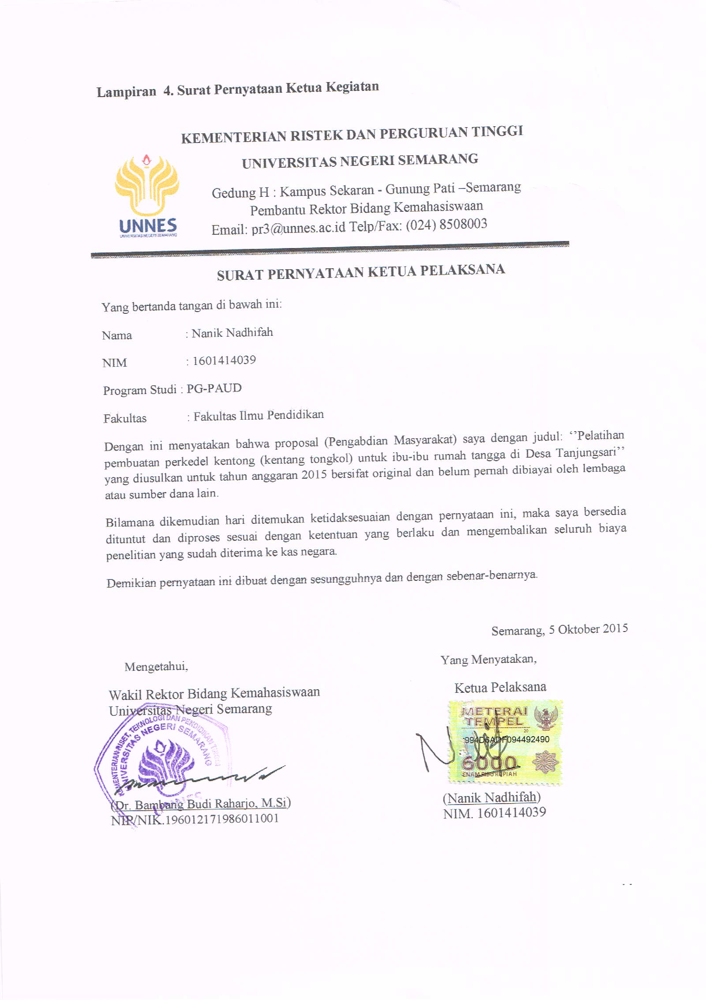 Lampiran 4. Surat Pernyataan Ketua Kegiatan
KEMENTERIAN RISTEK DAN PERGURUAN TINGGI
UNIVERSITAS NEGERI SEMARANG
Gedung H : Kampus Sekaran - Gunung Pati –Semarang
Pembantu Rektor Bidang Kemahasiswaan
Email: pr3@unnes.ac.id Telp/Fax: (024) 8508003
UNNES
UNIVERSITAS NEGERI SEMARANG
SURAT PERNYATAAN KETUA PELAKSANA
Yang bertanda tangan di bawah ini:
Nama : Nanik Nadhifah
NIM : 1601414039
Program Studi : PG-PAUD
Fakultas : Fakultas Ilmu Pendidikan
Dengan ini menyatakan bahwa proposal (Pengabdian Masyarakat) saya dengan judul: ‘’Pelatihan
pembuatan perkedel kentong (kentang tongkol) untuk ibu-ibu rumah tangga di Desa Tanjungsari’’
yang diusulkan untuk tahun anggaran 2015 bersifat original dan belum pernah dibiayai oleh lembaga
atau sumber dana lain.
Bilamana dikemudian hari ditemukan ketidaksesuaian dengan pernyataan ini, maka saya bersedia
dituntut dan diproses sesuai dengan ketentuan yang berlaku dan mengembalikan seluruh biaya
penelitian yang sudah diterima ke kas negara.
Demikian pernyataan ini dibuat dengan sesungguhnya dan dengan sebenar-benarnya.
Semarang, 5 Oktober 2015
Mengetahui,
Wakil Rektor Bidang Kemahasiswaan
Universitas Negeri Semarang
KEMENTERIAN RISET, TEKNOLOGI DAN PENDIDIKAN TINGGI
UNIVERSITAS NEGERI SEMARANG
UNNES
(Dr. Bambang Budi Raharjo, M.Si)
NIP/NIK.196012171986011001
Yang Menyatakan,
Ketua Pelaksana
METERAI
TEMPEL
TGL. 20
994D6ADF094492490
6000
ENAM RIBU RUPIAH
(Nanik Nadhifah)
NIM. 1601414039